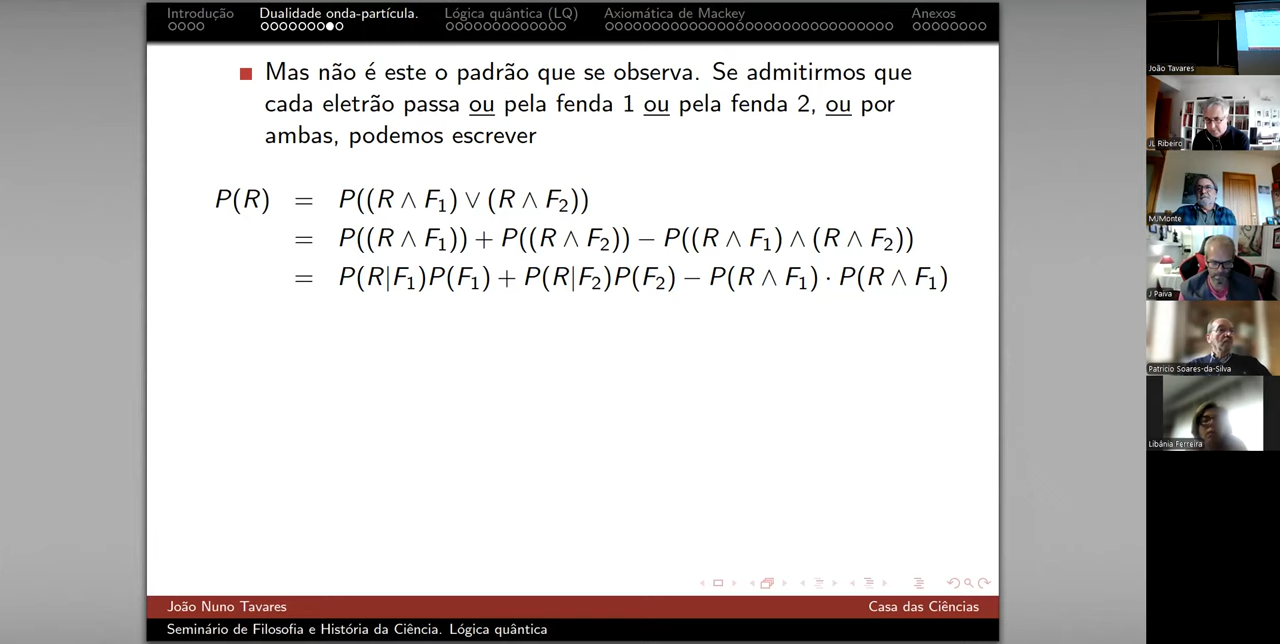 Introdução Dualidade onda-partícula. Lógica quântica (LQ) Axiomática de Mackey Anexos
Mas não é este o padrão que se observa. Se admitirmos que
cada eletrão passa ou pela fenda 1 ou pela fenda 2, ou por
ambas, podemos escrever
P(R) = P((R ∧ F₁) ∨ (R ∧ F₂))
= P((R ∧ F₁)) + P((R ∧ F₂)) − P((R ∧ F₁) ∧ (R ∧ F₂))
= P(R|F₁)P(F₁) + P(R|F₂)P(F₂) − P(R ∧ F₁) · P(R ∧ F₁)
João Nuno Tavares Casa das Ciências
Seminário de Filosofia e História da Ciência. Lógica quântica
João Tavares
JL Ribeiro
MJMonte
J Paiva
Patricio Soares-da-Silva
Libânia Ferreira